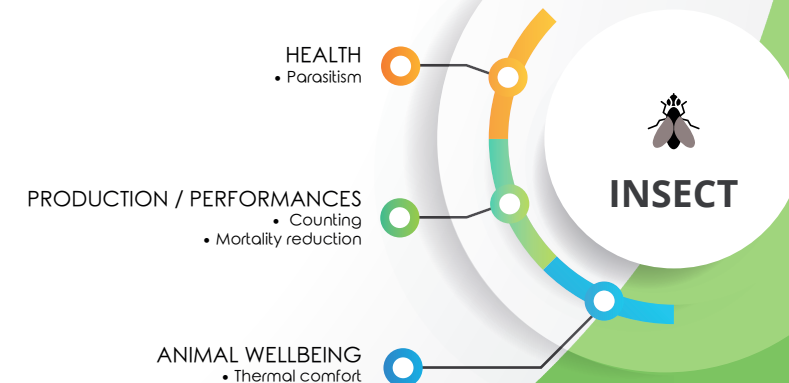 HEALTH
• Parasitism
INSECT
PRODUCTION / PERFORMANCES
• Counting
• Mortality reduction
ANIMAL WELLBEING
• Thermal comfort